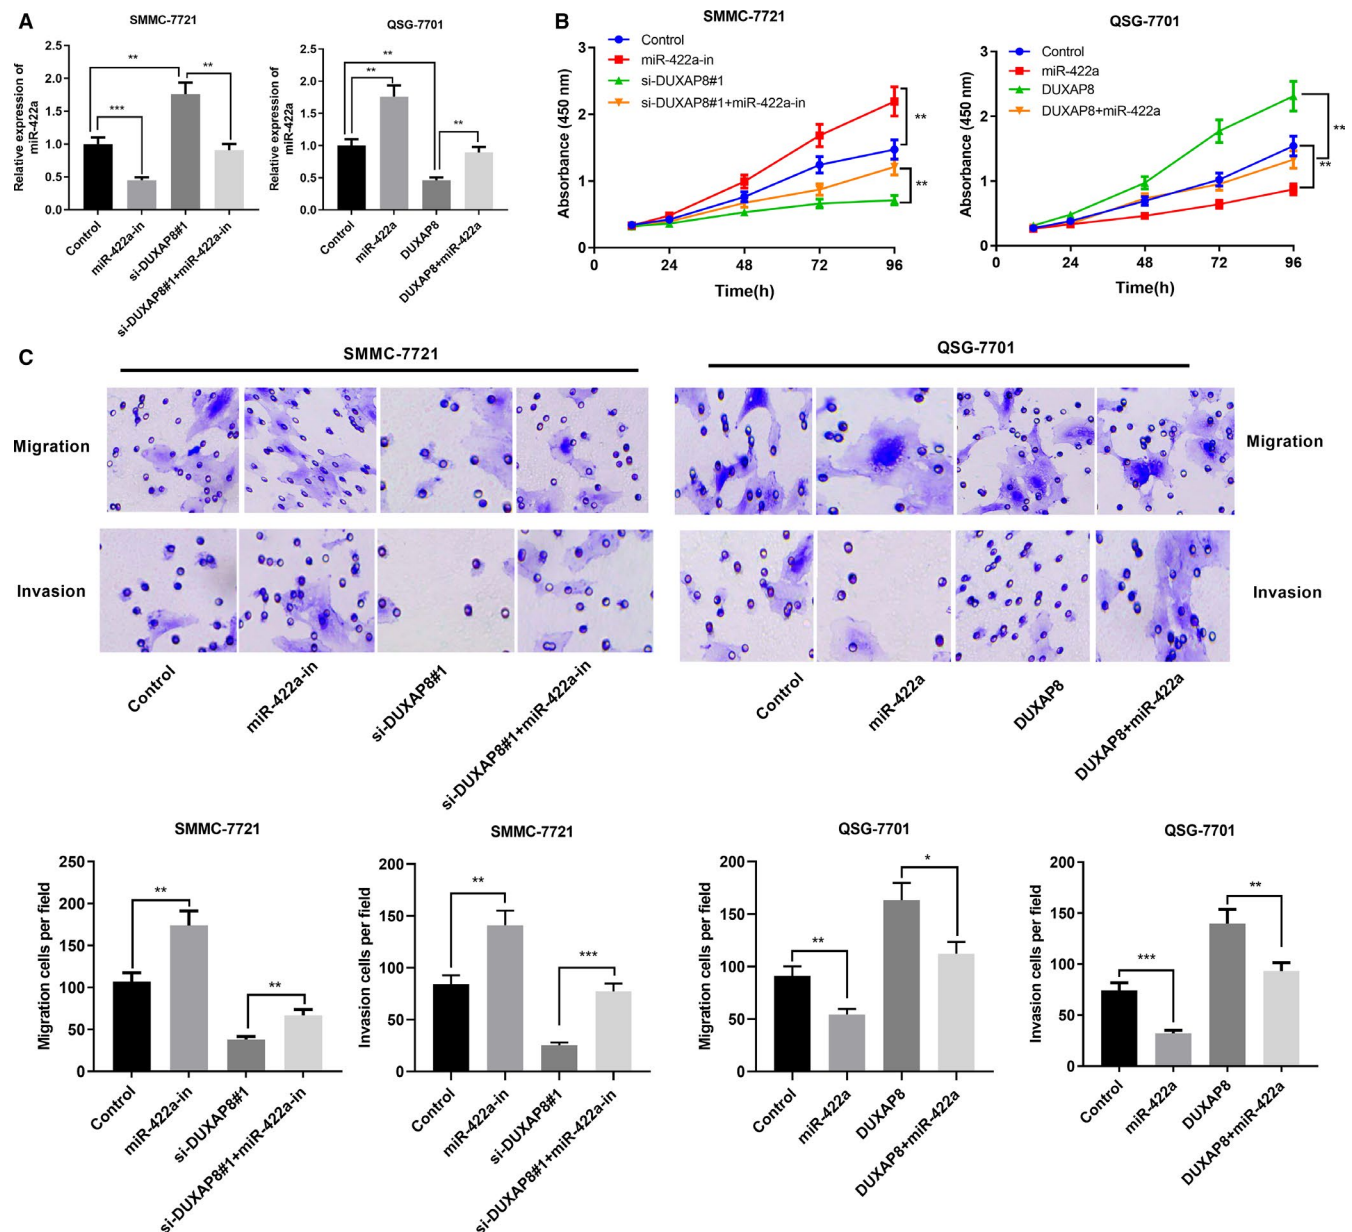 A
SMMC-7721
Relative expression of
miR-422a
2.5
2.0
1.5
1.0
0.5
0.0
**
**
***
Control
miR-422a-in
si-DUXAP8#1
si-DUXAP8#1+miR-422a-in
QSG-7701
Relative expression of
miR-422a
2.5
2.0
1.5
1.0
0.5
0.0
**
**
**
Control
miR-422a
DUXAP8
DUXAP8+miR-422a
B
SMMC-7721
Control
miR-422a-in
si-DUXAP8#1
si-DUXAP8#1+miR-422a-in
Absorbance (450 nm)
3
2
1
0
**
**
0 24 48 72 96
Time(h)
QSG-7701
Control
miR-422a
DUXAP8
DUXAP8+miR-422a
Absorbance (450 nm)
3
2
1
0
**
**
0 24 48 72 96
Time(h)
C
SMMC-7721
QSG-7701
Migration
Migration
Invasion
Invasion
Control
miR-422a-in
si-DUXAP8#1
si-DUXAP8#1+miR-422a-in
Control
miR-422a
DUXAP8
DUXAP8+miR-422a
SMMC-7721
Migration cells per field
250
200
150
100
50
0
**
**
Control
miR-422a-in
si-DUXAP8#1
si-DUXAP8#1+miR-422a-in
SMMC-7721
Invasion cells per field
200
150
100
50
0
**
***
Control
miR-422a-in
si-DUXAP8#1
si-DUXAP8#1+miR-422a-in
QSG-7701
Migration cells per field
200
150
100
50
0
**
*
Control
miR-422a
DUXAP8
DUXAP8+miR-422a
QSG-7701
Invasion cells per field
200
150
100
50
0
***
**
Control
miR-422a
DUXAP8
DUXAP8+miR-422a